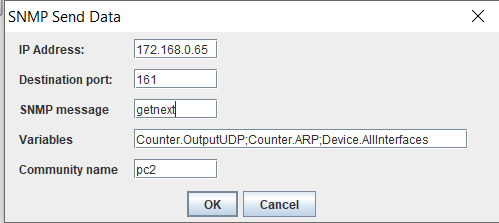 SNMP Send Data
IP Address: 172.168.0.65
Destination port: 161
SNMP message getnext
Variables Counter.OutputUDP;Counter.ARP;Device.AllInterfaces
Community name pc2
OK Cancel